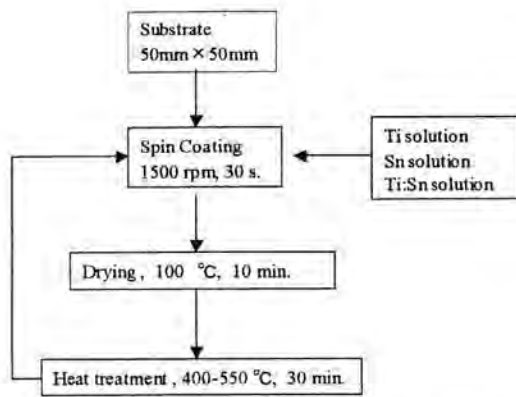 Substrate
50mm × 50mm
Spin Coating
1500 rpm, 30 s.
Ti solution
Sn solution
Ti:Sn solution
Drying, 100 °C, 10 min.
Heat treatment, 400-550 °C, 30 min.